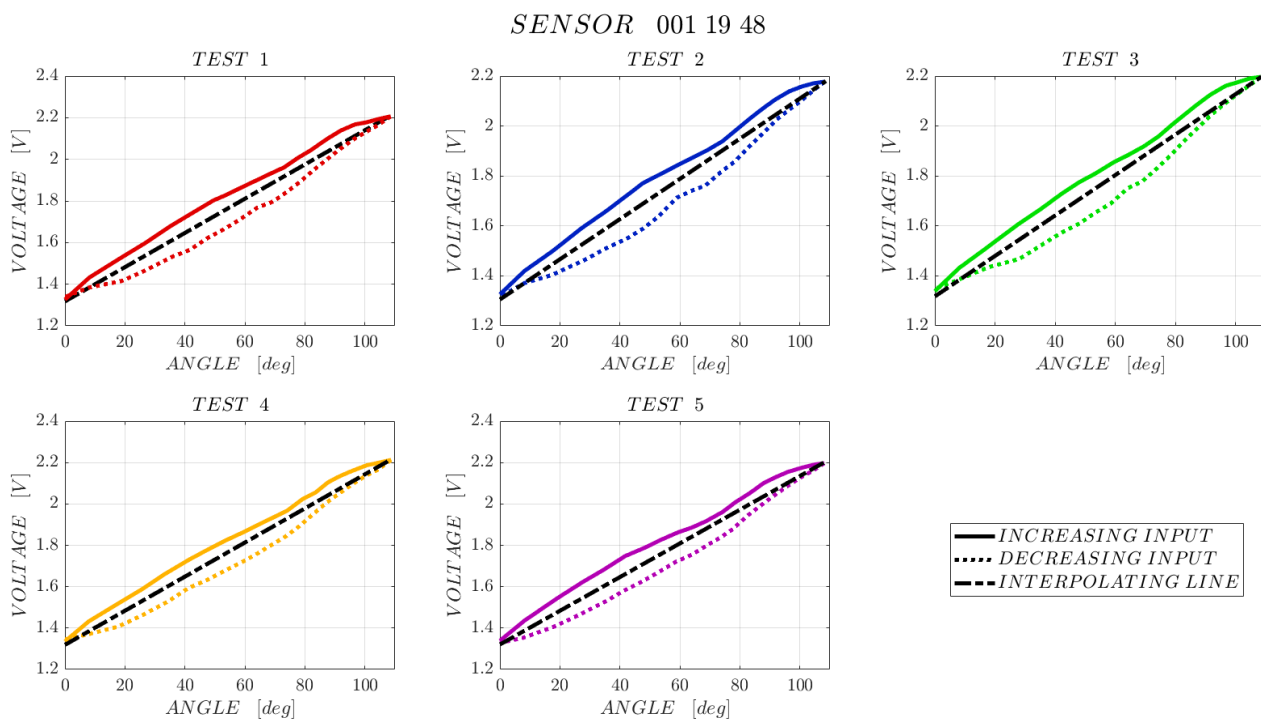 SENSOR 001 19 48
TEST 1
2.4
2.2
2
1.8
1.6
1.4
1.2
0 20 40 60 80 100
VOLTAGE [V]
ANGLE [deg]
TEST 2
2.2
2
1.8
1.6
1.4
1.2
0 20 40 60 80 100
VOLTAGE [V]
ANGLE [deg]
TEST 3
2.2
2
1.8
1.6
1.4
1.2
0 20 40 60 80 100
VOLTAGE [V]
ANGLE [deg]
TEST 4
2.4
2.2
2
1.8
1.6
1.4
1.2
0 20 40 60 80 100
VOLTAGE [V]
ANGLE [deg]
TEST 5
2.4
2.2
2
1.8
1.6
1.4
1.2
0 20 40 60 80 100
VOLTAGE [V]
ANGLE [deg]
INCREASING INPUT
DECREASING INPUT
INTERPOLATING LINE